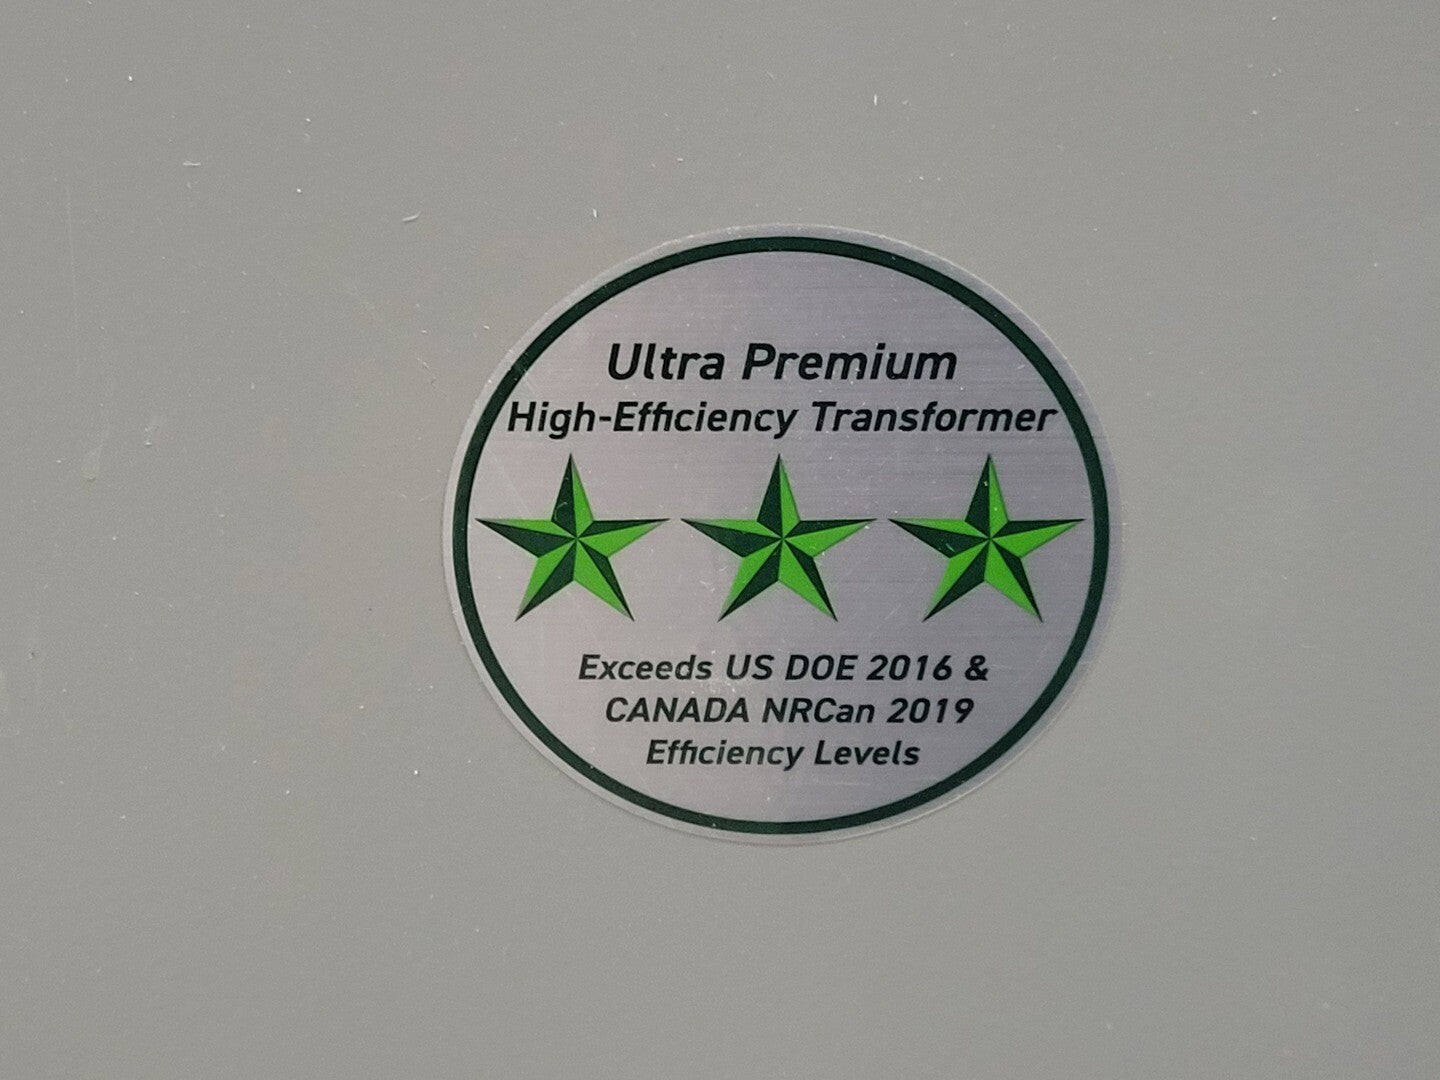 Ultra Premium
High-Efficiency Transformer
Exceeds US DOE 2016 &
CANADA NRCan 2019
Efficiency Levels